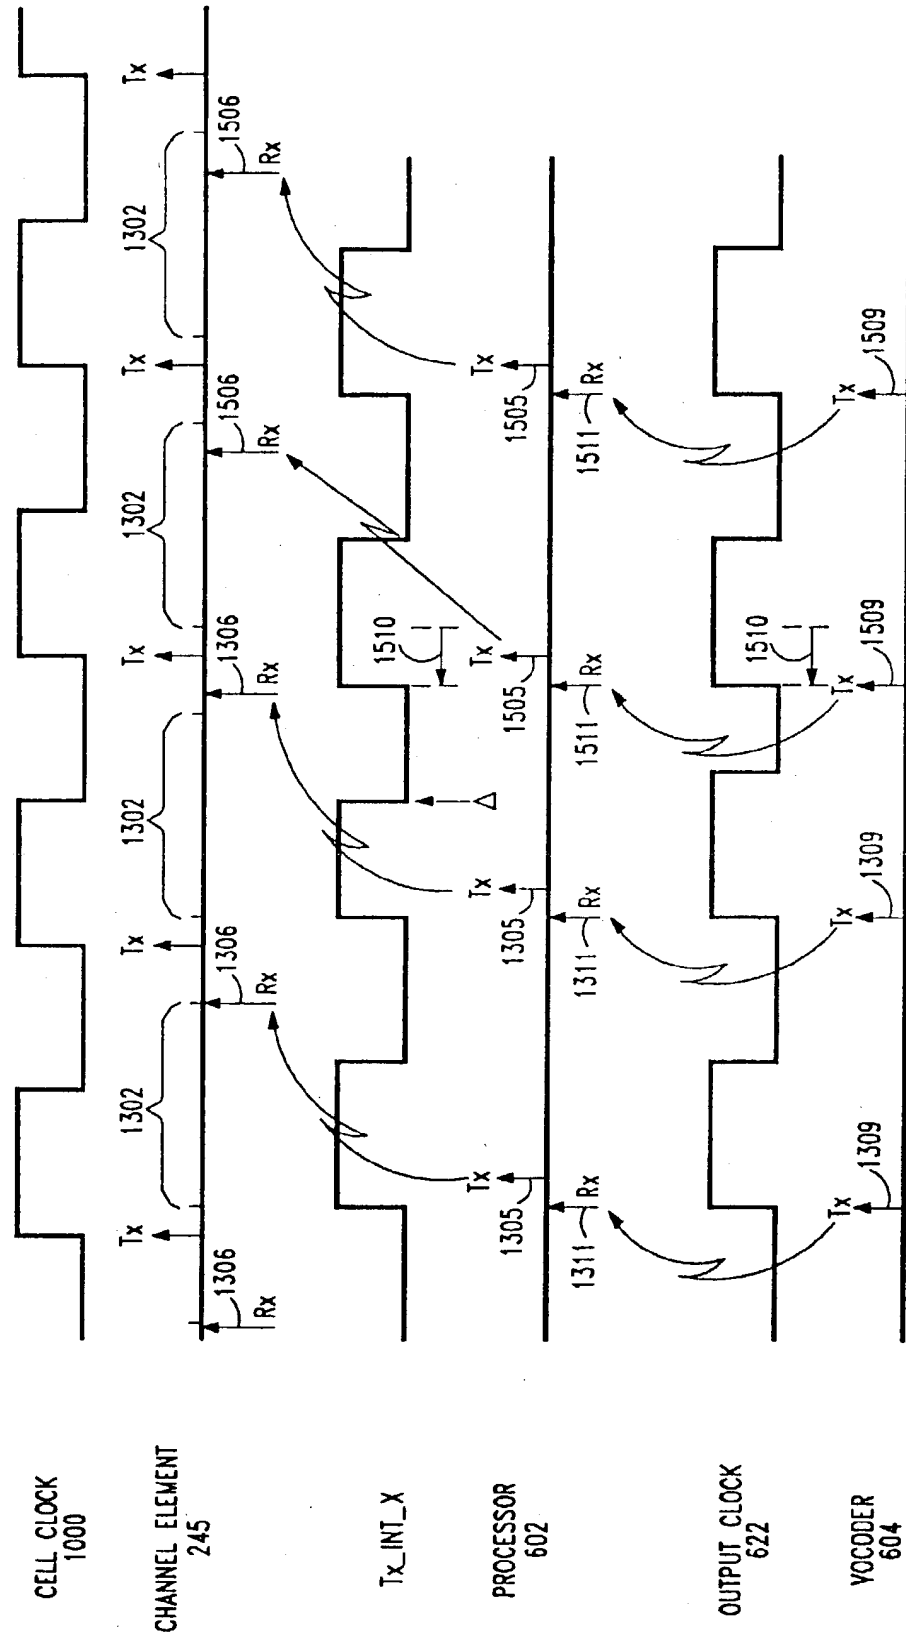 CELL CLOCK
1000
CHANNEL ELEMENT
245
1306
Rx
Tx
1302
1306
Rx
Tx
1302
1306
Rx
Tx
1302
1506
Rx
Tx
1302
1506
Rx
Tx
Tx_INT_X
Δ
1510
PROCESSOR
602
1311
Rx
1305
Tx
1311
Rx
1305
Tx
1511
Rx
1505
Tx
1511
Rx
1505
Tx
OUTPUT CLOCK
622
1510
YOCODER
604
Tx
1309
Tx
1309
Tx
1509
Tx
1509